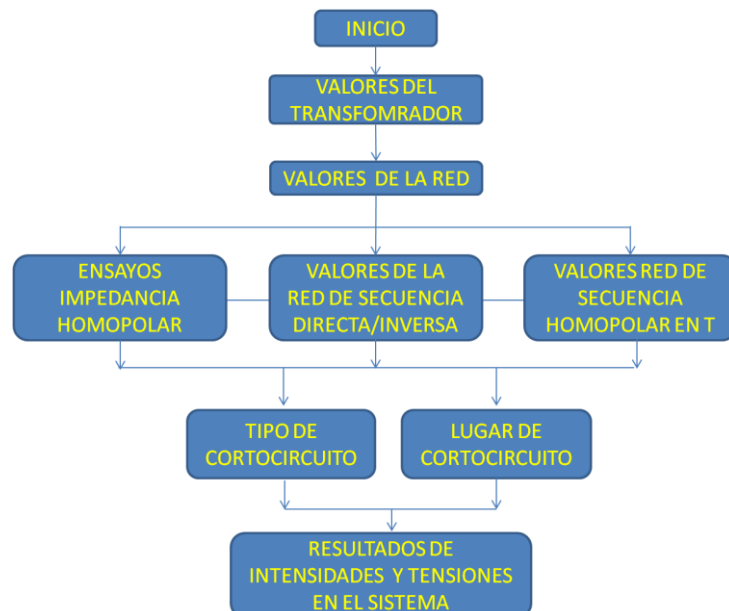 INICIO
VALORES DEL
TRANSFOMRADOR
VALORES DE LA RED
ENSAYOS
IMPEDANCIA
HOMOPOLAR
VALORES DE LA
RED DE SECUENCIA
DIRECTA/INVERSA
VALORES RED DE
SECUENCIA
HOMOPOLAR EN T
TIPO DE
CORTOCIRCUITO
LUGAR DE
CORTOCIRCUITO
RESULTADOS DE
INTENSIDADES Y TENSIONES
EN EL SISTEMA